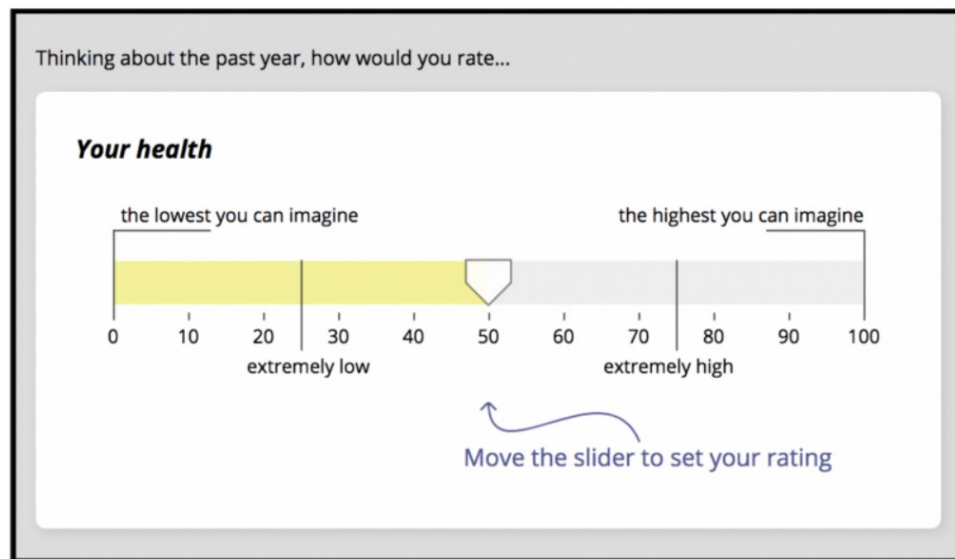 Thinking about the past year, how would you rate...
Your health
the lowest you can imagine the highest you can imagine
0 10 20 30 40 50 60 70 80 90 100
extremely low extremely high
Move the slider to set your rating